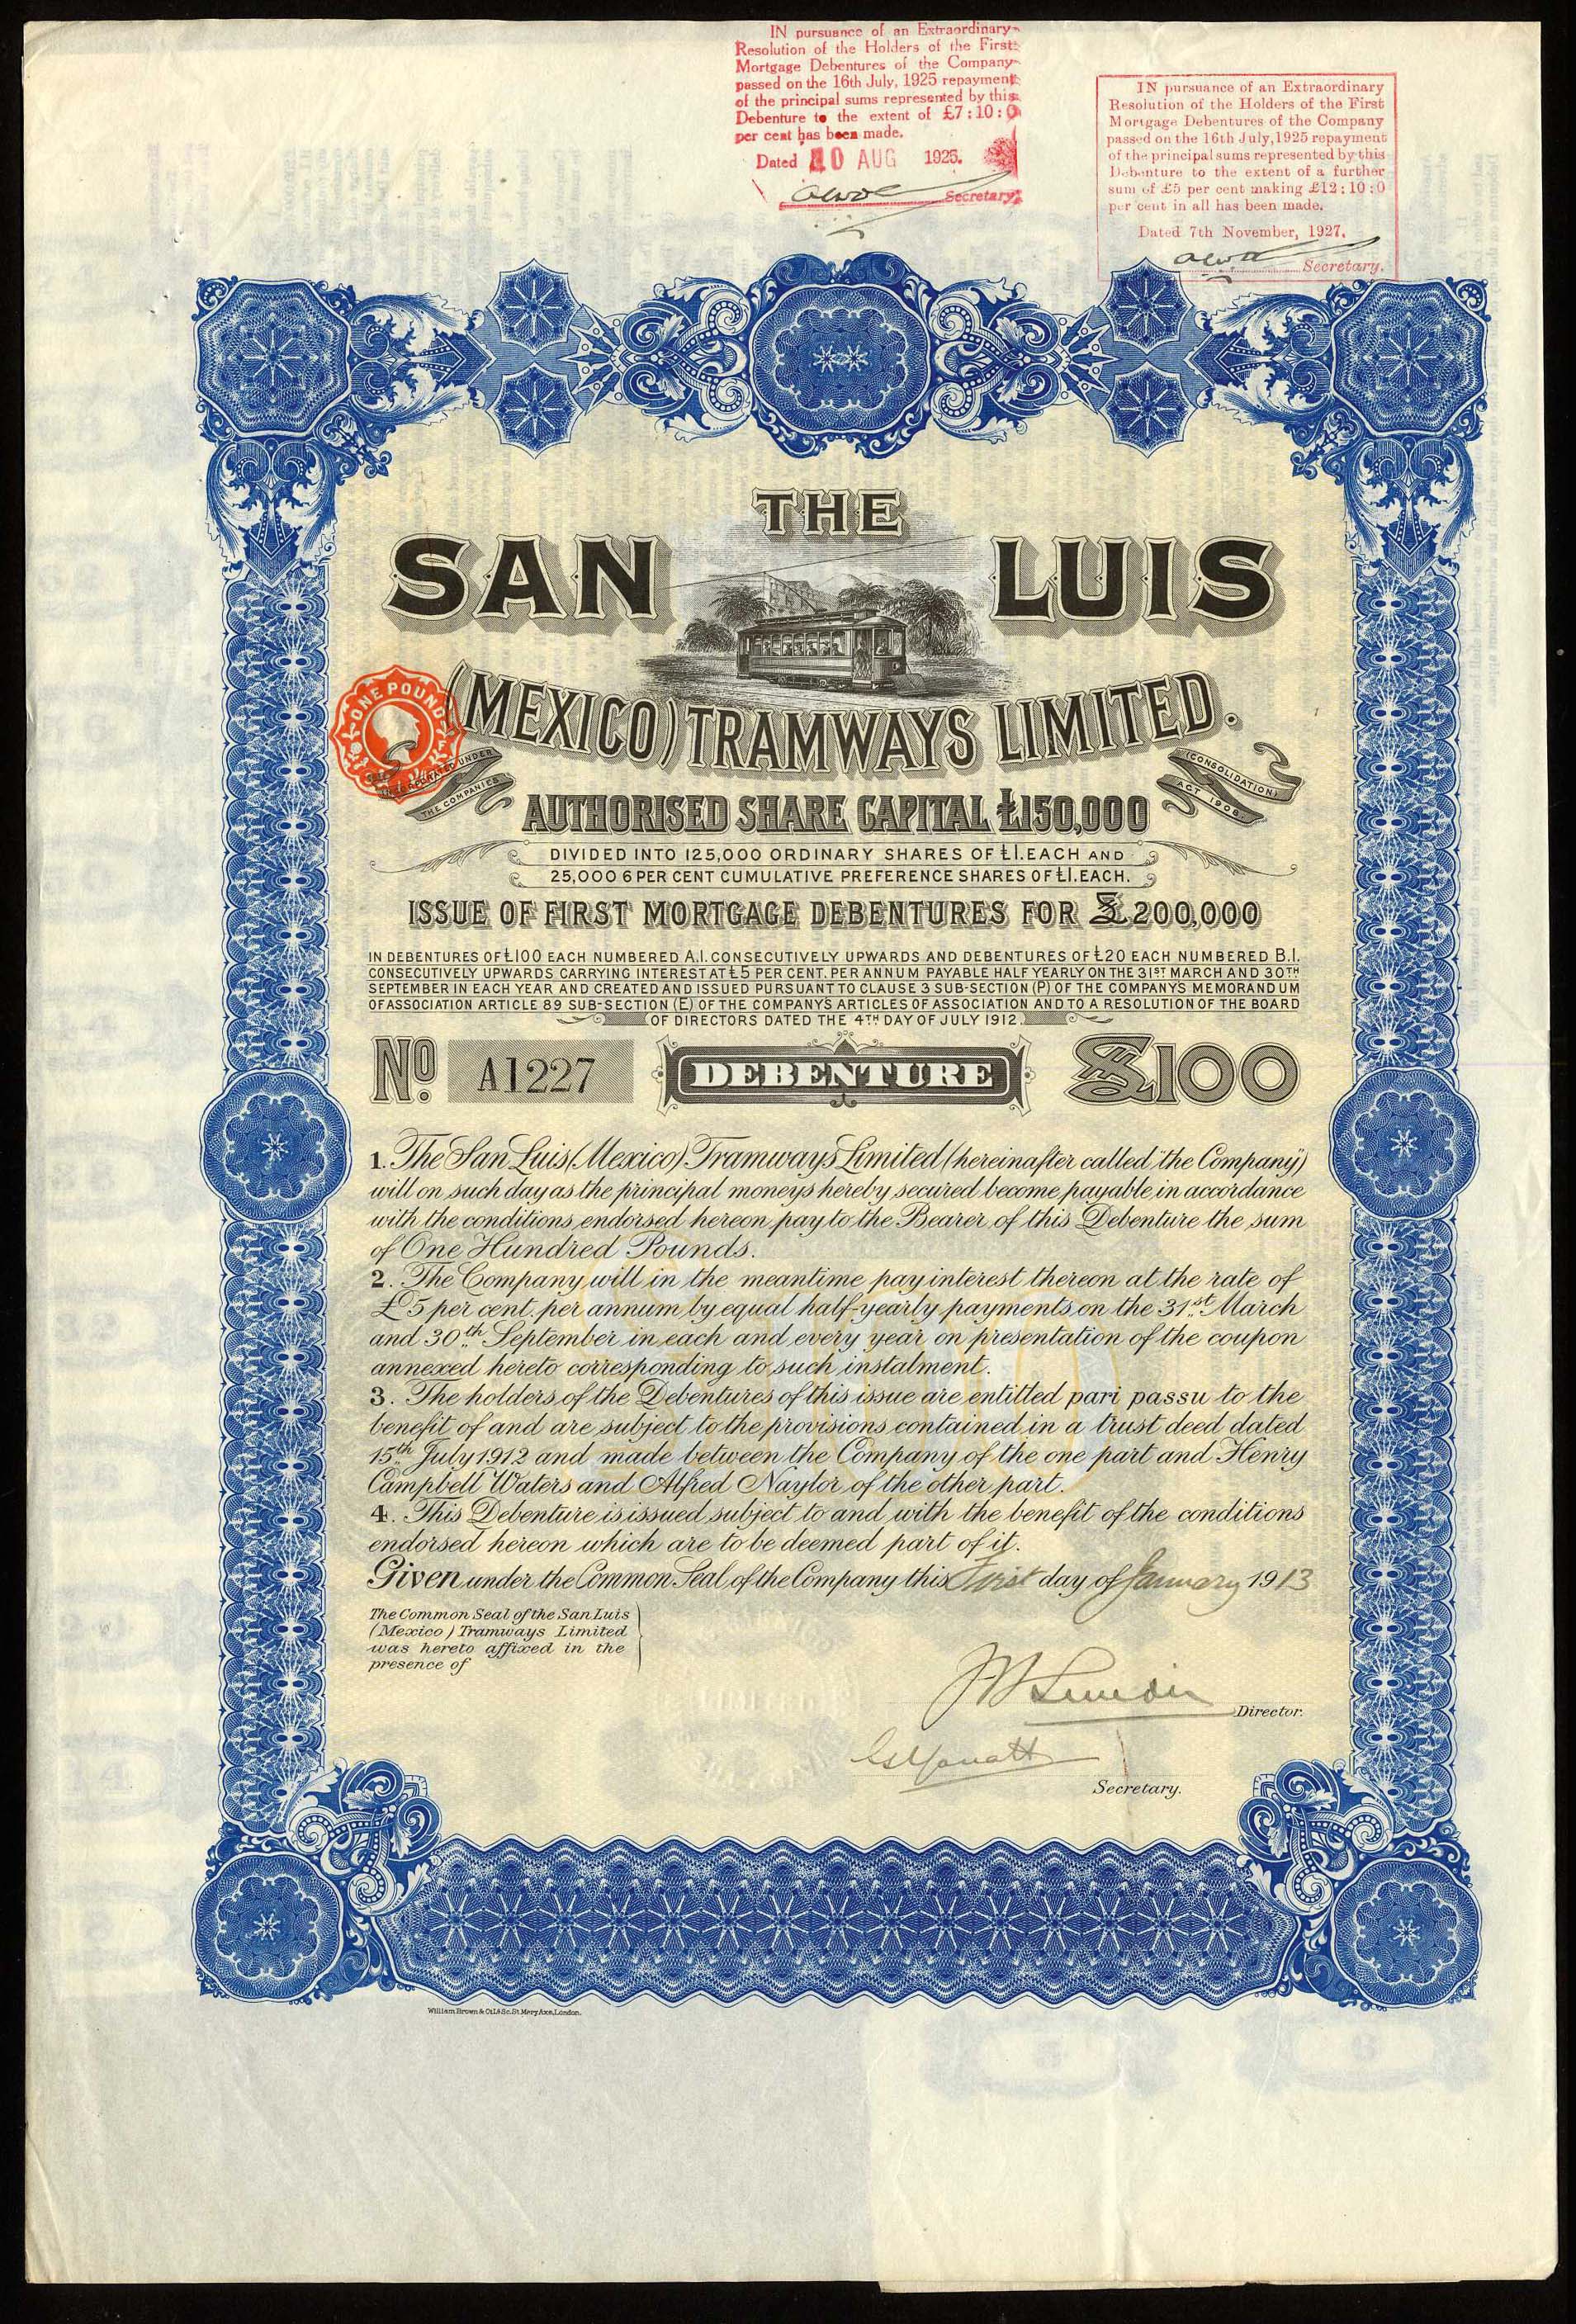 IN pursuance of an Extraordinary
Resolution of the Holders of the First
Mortgage Debentures of the Company
passed on the 16th July, 1925 repayment
of the principal sums represented by this
Debenture to the extent of £7:10:0
per cent has been made.
Dated 10 AUG 1925.
Secretary.
IN pursuance of an Extraordinary
Resolution of the Holders of the First
Mortgage Debentures of the Company
passed on the 16th July, 1925 repayment
of the principal sums represented by this
Debenture to the extent of a further
sum of £5 per cent making £12:10:0
per cent in all has been made.
Dated 7th November, 1927.
Secretary.
THE
SAN LUIS
(MEXICO) TRAMWAYS LIMITED.
ONE POUND
INCORPORATED UNDER
THE COMPANIES
(CONSOLIDATION)
ACT 1908.
AUTHORISED SHARE CAPITAL £150,000
DIVIDED INTO 125,000 ORDINARY SHARES OF £1. EACH AND
25,000 6 PER CENT CUMULATIVE PREFERENCE SHARES OF £1. EACH.
ISSUE OF FIRST MORTGAGE DEBENTURES FOR £200,000
IN DEBENTURES OF £100 EACH NUMBERED A.1. CONSECUTIVELY UPWARDS AND DEBENTURES OF £20 EACH NUMBERED B.1.
CONSECUTIVELY UPWARDS CARRYING INTEREST AT £5 PER CENT. PER ANNUM PAYABLE HALF YEARLY ON THE 31ST MARCH AND 30TH
SEPTEMBER IN EACH YEAR AND CREATED AND ISSUED PURSUANT TO CLAUSE 3 SUB-SECTION (P) OF THE COMPANY'S MEMORANDUM
OF ASSOCIATION ARTICLE 89 SUB-SECTION (E) OF THE COMPANY'S ARTICLES OF ASSOCIATION AND TO A RESOLUTION OF THE BOARD
OF DIRECTORS DATED THE 4TH DAY OF JULY 1912.
No. A1227 DEBENTURE £100
1. The San Luis (Mexico) Tramways Limited (hereinafter called "the Company")
will on such day as the principal moneys hereby secured become payable in accordance
with the conditions endorsed hereon pay to the Bearer of this Debenture the sum
of One Hundred Pounds.
2. The Company will in the meantime pay interest thereon at the rate of
£5 per cent. per annum by equal half-yearly payments on the 31st March
and 30th September in each and every year on presentation of the coupon
annexed hereto corresponding to such instalment.
3. The holders of the Debentures of this issue are entitled pari passu to the
benefit of and are subject to the provisions contained in a trust deed dated
15th July 1912 and made between the Company of the one part and Henry
Campbell Waters and Alfred Naylor of the other part.
4. This Debenture is issued subject to and with the benefit of the conditions
endorsed hereon which are to be deemed part of it.
Given under the Common Seal of the Company this First day of January 1913
The Common Seal of the San Luis
(Mexico) Tramways Limited
was hereto affixed in the
presence of
Director.
Secretary.
William Brown & Co. Ld. Sc. St. Mary Axe, London.